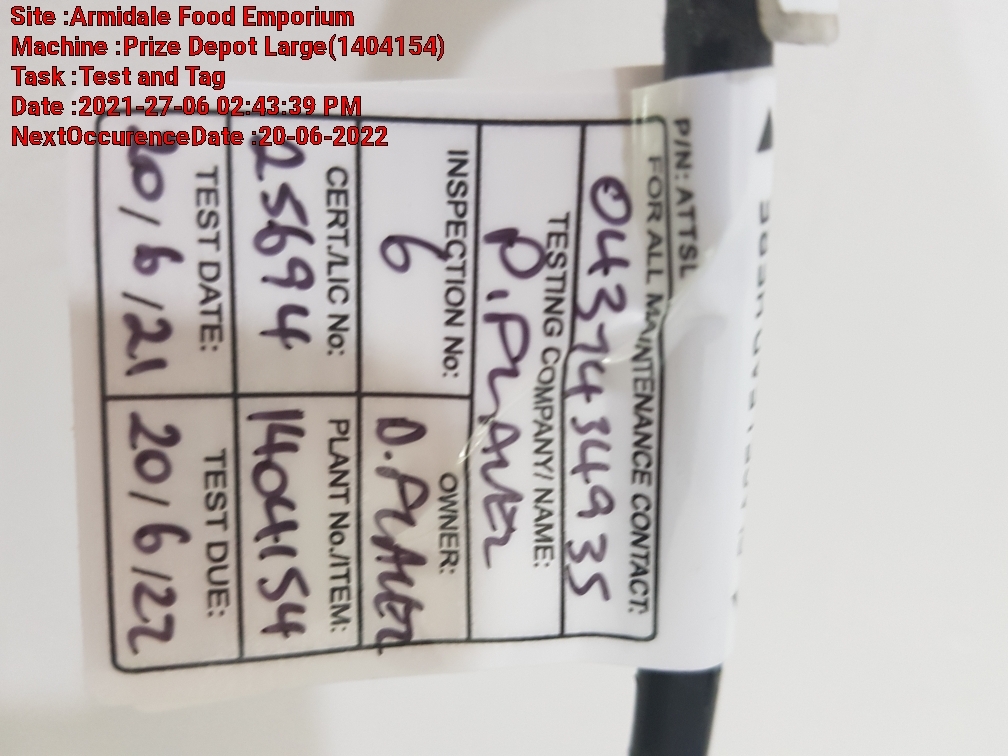 Site :Armidale Food Emporium
Machine :Prize Depot Large(1404154)
Task :Test and Tag
Date :2021-27-06 02:43:39 PM
NextOccurenceDate :20-06-2022
P/N: ATTSL
FOR ALL MAINTENANCE CONTACT:
0437434935
TESTING COMPANY/ NAME:
D. PLAYER
INSPECTION No:
6
OWNER:
D. PLAYER
CERT./LIC No:
25694
PLANT No./ITEM:
1404154
TEST DATE:
20/6/21
TEST DUE:
20/6/22